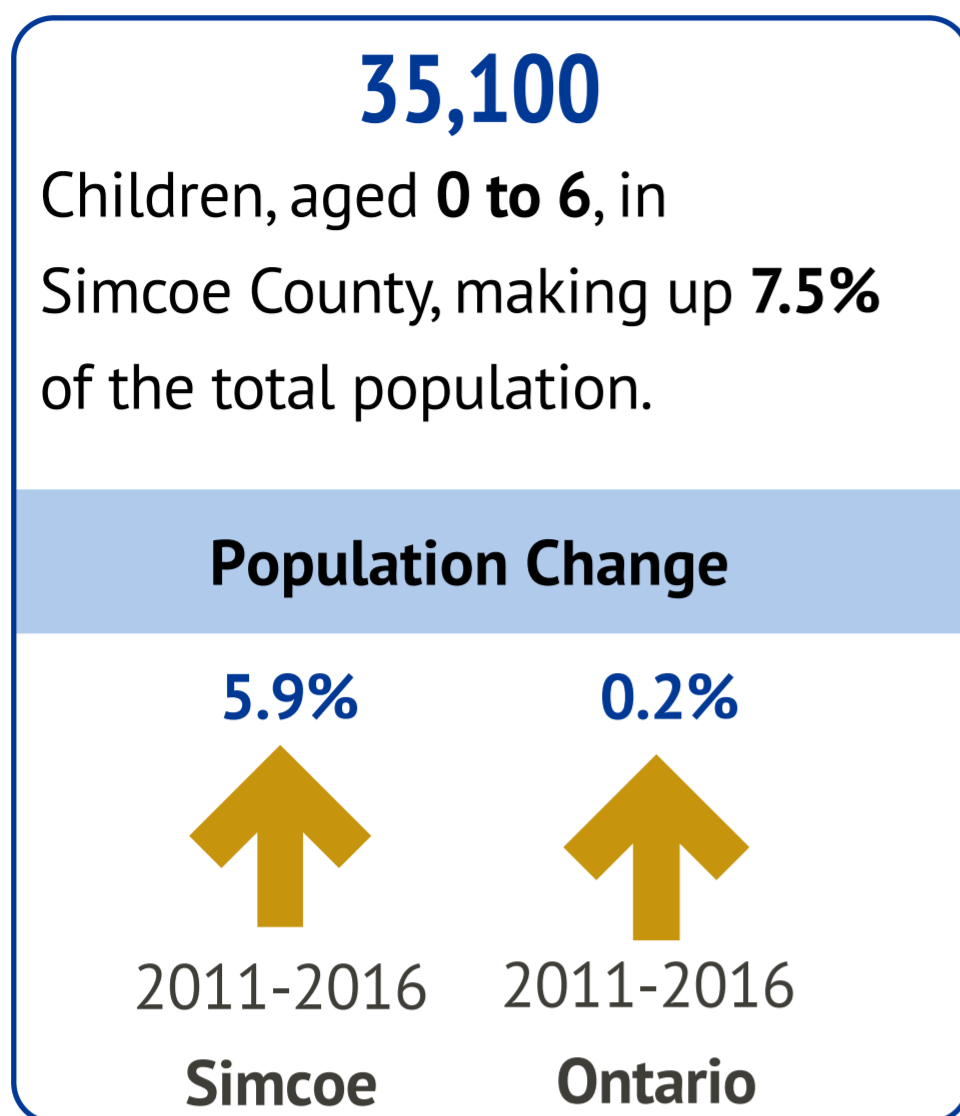 35,100
Children, aged 0 to 6, in
Simcoe County, making up 7.5%
of the total population.
Population Change
5.9% 0.2%
2011-2016 2011-2016
Simcoe Ontario